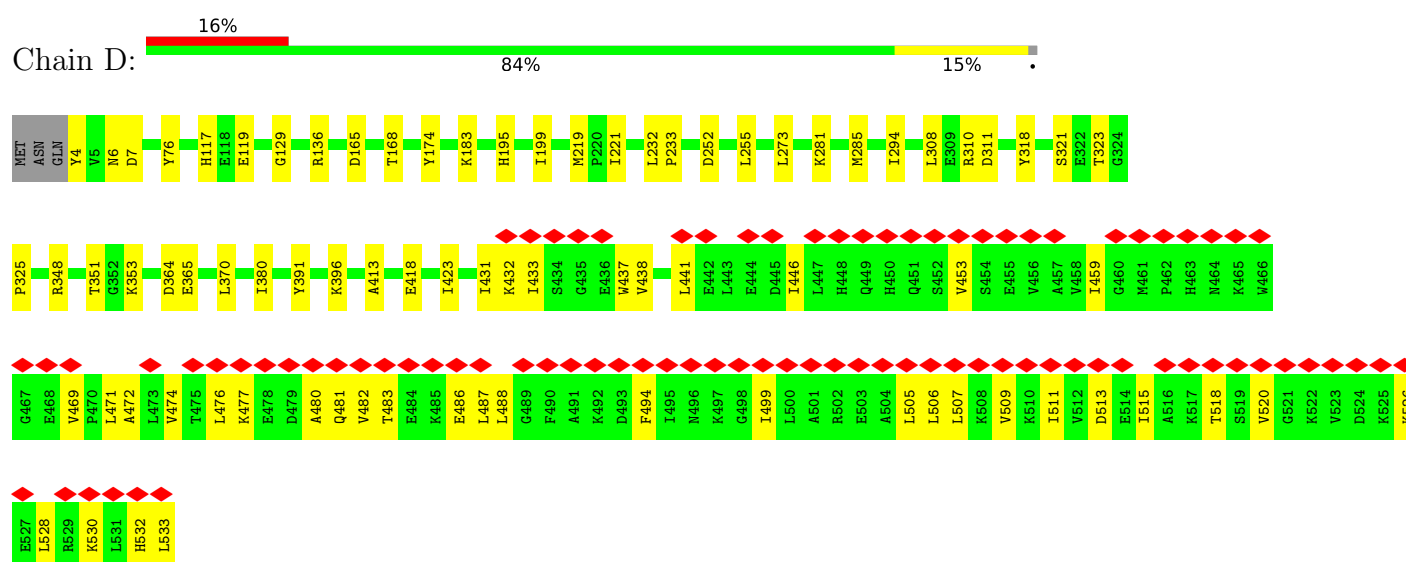 16%
Chain D:
84% 15% •
MET ASN GLN Y4 V5 N6 D7 Y76 H117 E118 E119 G129 R136 D165 T168 Y174 K183 H195 I199 M219 P220 I221 L232 P233 D252 L255 L273 K281 M285 I294 L308 E309 R310 D311 Y318 S321 E322 T323 G324
P325 R348 T351 G352 K353 D364 E365 L370 I380 Y391 K396 A413 E418 I423 I431 K432 I433 S434 G435 E436 W437 V438 L441 E442 L443 E444 D445 I446 L447 H448 Q449 H450 Q451 S452 V453 S454 E455 V456 A457 V458 I459 G460 M461 P462 H463 N464 K465 W466
G467 E468 V469 P470 L471 A472 L473 V474 T475 L476 K477 E478 D479 A480 Q481 V482 T483 E484 K485 E486 L487 L488 G489 F490 A491 K492 D493 F494 I495 N496 K497 G498 I499 L500 A501 R502 E503 A504 L505 L506 L507 K508 V509 K510 I511 V512 D513 E514 I515 A516 K517 T518 S519 V520 G521 K522 V523 D524 K525
E527 L528 R529 K530 L531 H532 L533